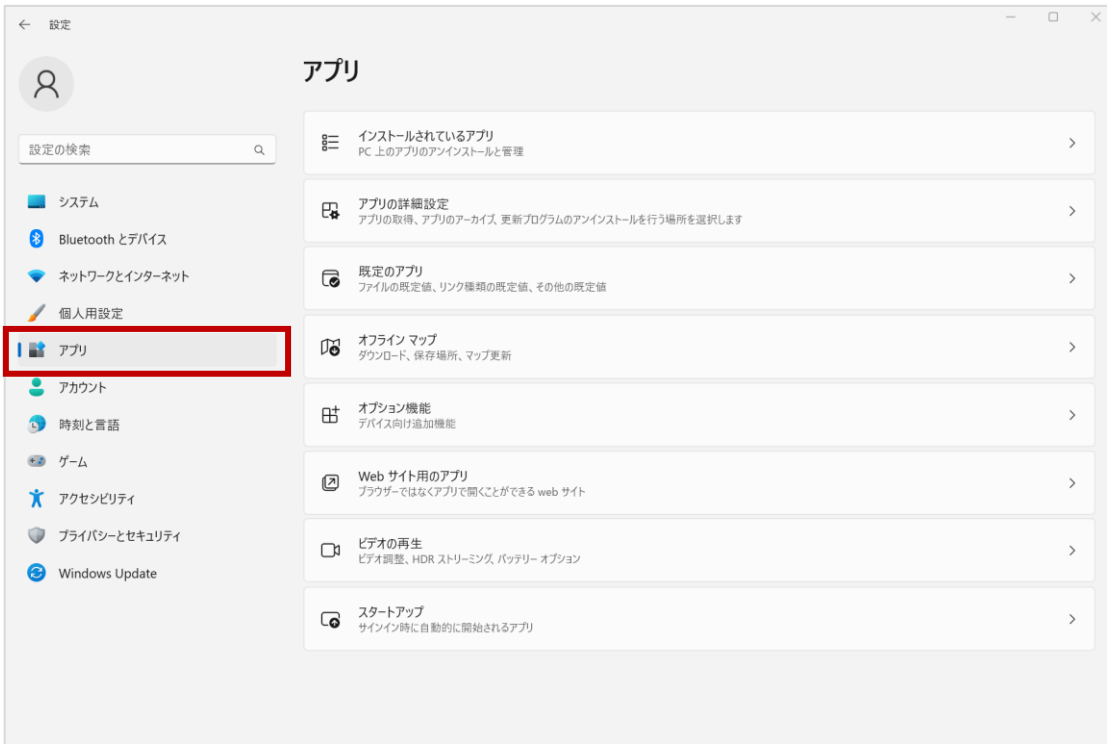 設定
設定の検索
システム
Bluetooth とデバイス
ネットワークとインターネット
個人用設定
アプリ
アカウント
時刻と言語
ゲーム
アクセシビリティ
プライバシーとセキュリティ
Windows Update
アプリ
インストールされているアプリ
PC 上のアプリのアンインストールと管理
アプリの詳細設定
アプリの取得、アプリのアーカイブ、更新プログラムのアンインストールを行う場所を選択します
既定のアプリ
ファイルの既定値、リンク種類の既定値、その他の既定値
オフライン マップ
ダウンロード、保存場所、マップ更新
オプション機能
デバイス向け追加機能
Web サイト用のアプリ
ブラウザーではなくアプリで開くことができる web サイト
ビデオの再生
ビデオ調整、HDR ストリーミング、バッテリー オプション
スタートアップ
サインイン時に自動的に開始されるアプリ